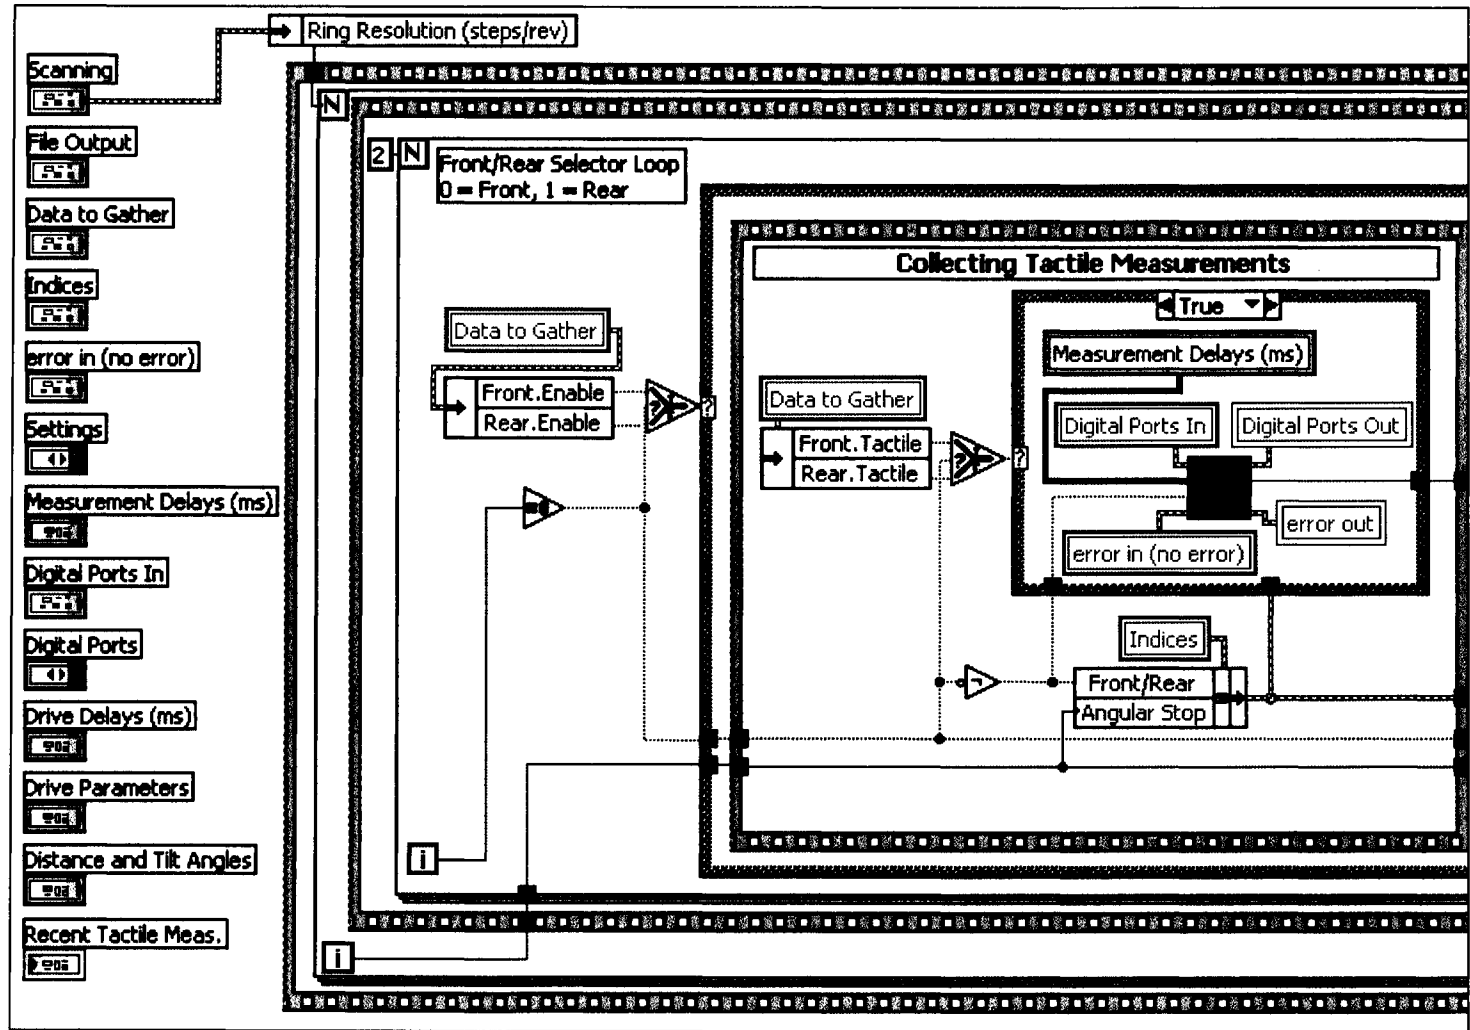 Ring Resolution (steps/rev)
Scanning
File Output
Data to Gather
Indices
error in (no error)
Settings
Measurement Delays (ms)
Digital Ports In
Digital Ports
Drive Delays (ms)
Drive Parameters
Distance and Tilt Angles
Recent Tactile Meas.
N
2 N
Front/Rear Selector Loop
0 = Front, 1 = Rear
Data to Gather
Front.Enable
Rear.Enable
?
?
i
i
Collecting Tactile Measurements
True
Data to Gather
Front.Tactile
Rear.Tactile
?
?
Measurement Delays (ms)
Digital Ports In
Digital Ports Out
error out
error in (no error)
Indices
Front/Rear
Angular Stop